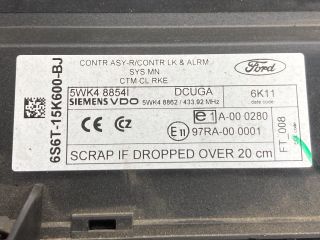 CONTR ASY-R/CONTR LK & ALRM
SYS MN
CTM CL RKE
Ford
5WK4 8854I
DCUGA
6K11
SIEMENS VDO
5WK4 8862 / 433.92 MHz
date code
6S6T-15K600-BJ
e1 A-00 0280
E11 97RA-00 0001
FT_008
SCRAP IF DROPPED OVER 20 cm